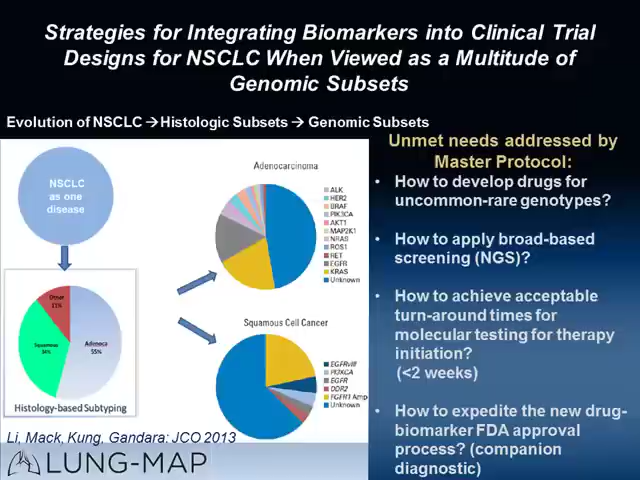 Strategies for Integrating Biomarkers into Clinical Trial
Designs for NSCLC When Viewed as a Multitude of
Genomic Subsets
Evolution of NSCLC → Histologic Subsets → Genomic Subsets
NSCLC
as one
disease
Other
11%
Squamous
34%
Adenoca
55%
Histology-based Subtyping
Adenocarcinoma
ALK
HER2
BRAF
PIK3CA
AKT1
MAP2K1
NRAS
ROS1
RET
EGFR
KRAS
Unknown
Squamous Cell Cancer
EGFRvIII
PI3KCA
EGFR
DDR2
FGFR1 Amp
Unknown
Li, Mack, Kung, Gandara: JCO 2013
LUNG-MAP
Unmet needs addressed by
Master Protocol:
• How to develop drugs for
uncommon-rare genotypes?
• How to apply broad-based
screening (NGS)?
• How to achieve acceptable
turn-around times for
molecular testing for therapy
initiation?
(<2 weeks)
• How to expedite the new drug-
biomarker FDA approval
process? (companion
diagnostic)